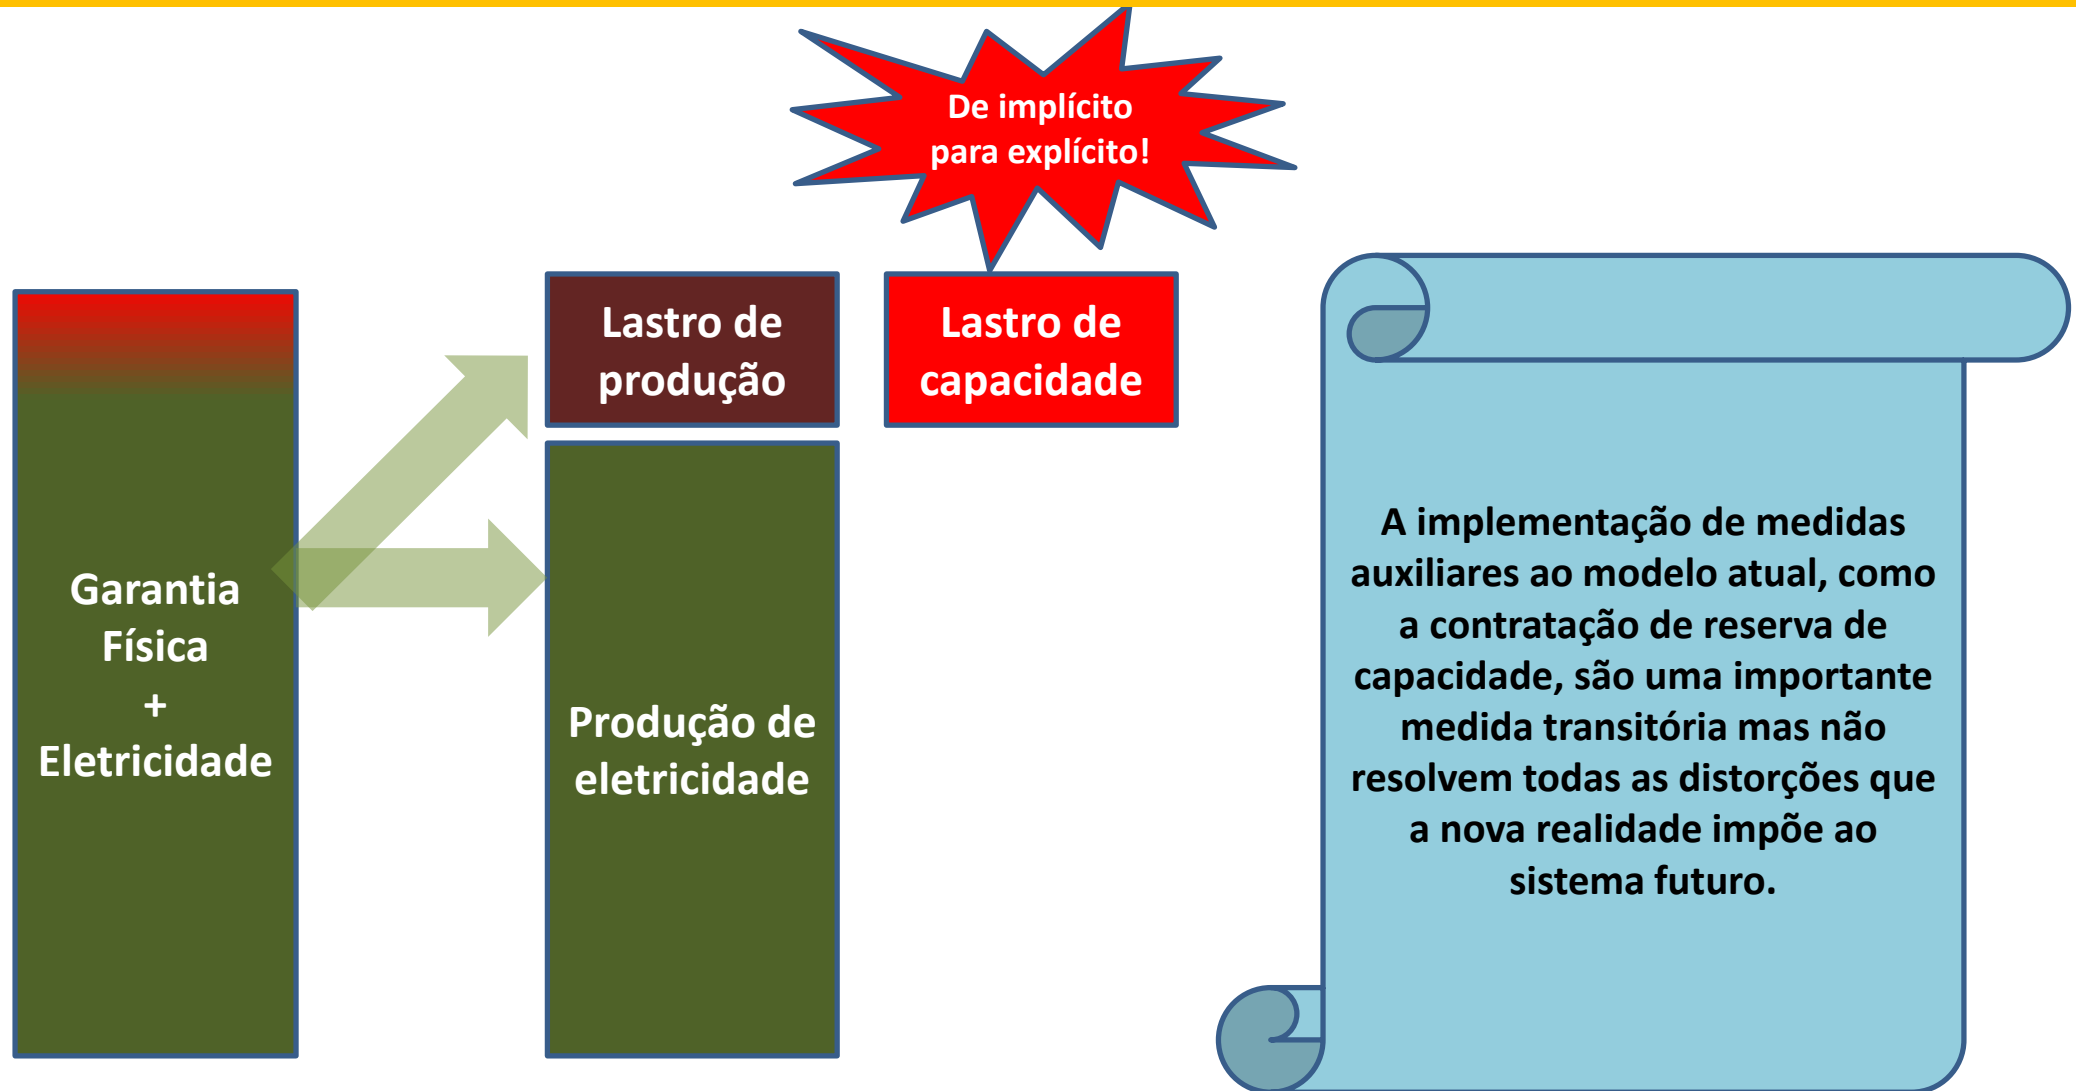 De implícito
para explícito!
Garantia
Física
+
Eletricidade
Lastro de
produção
Lastro de
capacidade
Produção de
eletricidade
A implementação de medidas
auxiliares ao modelo atual, como
a contratação de reserva de
capacidade, são uma importante
medida transitória mas não
resolvem todas as distorções que
a nova realidade impõe ao
sistema futuro.